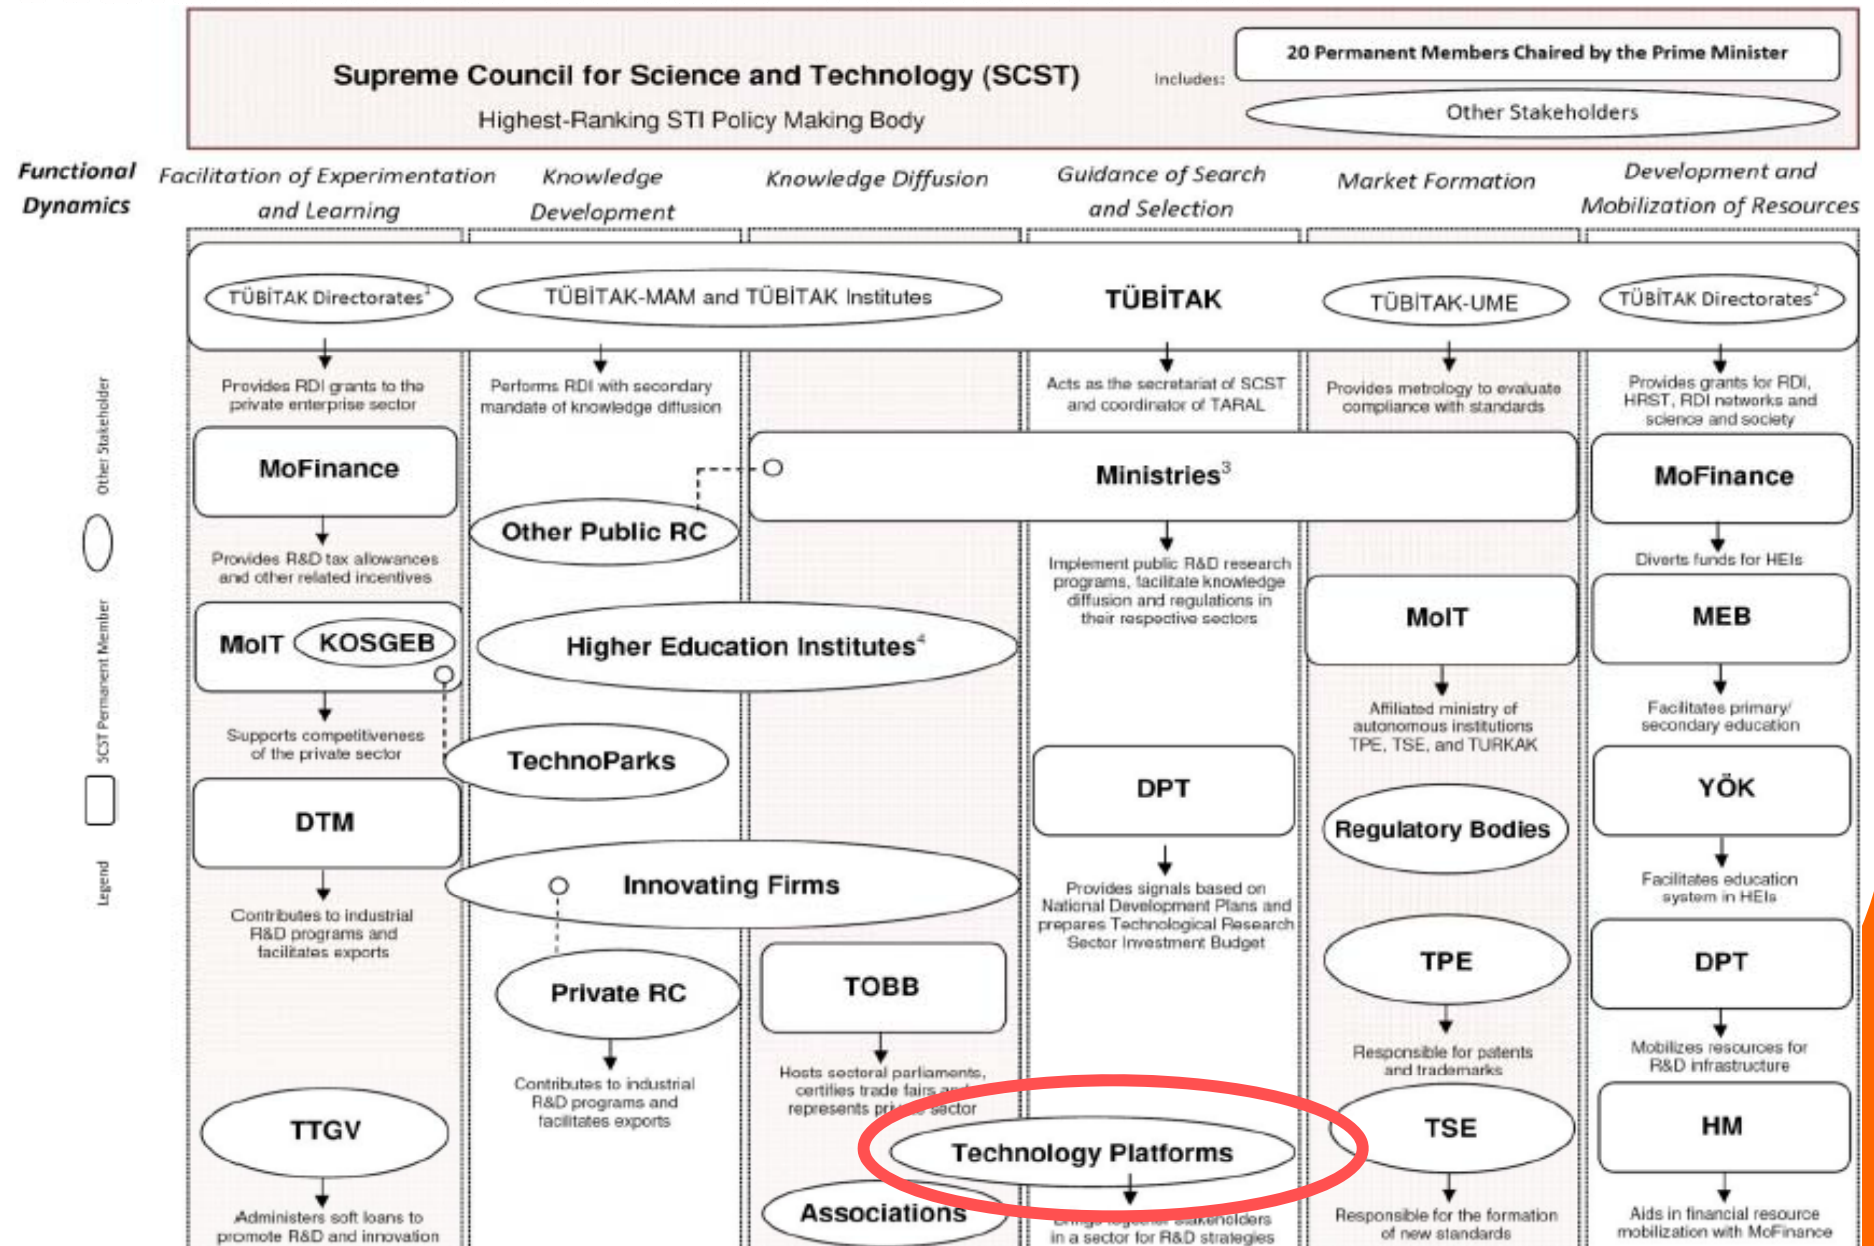 Supreme Council for Science and Technology (SCST)
Highest-Ranking STI Policy Making Body
Includes:
20 Permanent Members Chaired by the Prime Minister
Other Stakeholders
Functional
Dynamics
Facilitation of Experimentation
and Learning
Knowledge
Development
Knowledge Diffusion
Guidance of Search
and Selection
Market Formation
Development and
Mobilization of Resources
TÜBİTAK Directorates¹
TÜBİTAK-MAM and TÜBİTAK Institutes
TÜBİTAK
TÜBİTAK-UME
TÜBİTAK Directorates²
Provides RDI grants to the
private enterprise sector
Performs RDI with secondary
mandate of knowledge diffusion
Acts as the secretariat of SCST
and coordinator of TARAL
Provides metrology to evaluate
compliance with standards
Provides grants for RDI,
HRST, RDI networks and
science and society
MoFinance
Other Public RC
Ministries³
MoFinance
Provides R&D tax allowances
and other related incentives
Implement public R&D research
programs, facilitate knowledge
diffusion and regulations in
their respective sectors
Diverts funds for HEIs
MoIT
KOSGEB
Higher Education Institutes⁴
MoIT
MEB
Supports competitiveness
of the private sector
Affiliated ministry of
autonomous institutions
TPE, TSE, and TURKAK
Facilitates primary/
secondary education
TechnoParks
DTM
DPT
Regulatory Bodies
YÖK
Contributes to industrial
R&D programs and
facilitates exports
Innovating Firms
Provides signals based on
National Development Plans and
prepares Technological Research
Sector Investment Budget
Facilitates education
system in HEIs
Private RC
TOBB
TPE
DPT
Contributes to industrial
R&D programs and
facilitates exports
Hosts sectoral parliaments,
certifies trade fairs and
represents private sector
Responsible for patents
and trademarks
Mobilizes resources for
R&D infrastructure
TTGV
Technology Platforms
TSE
HM
Administers soft loans to
promote R&D and innovation
Associations
Brings together stakeholders
in a sector for R&D strategies
Responsible for the formation
of new standards
Aids in financial resource
mobilization with MoFinance
Legend
SCST Permanent Member
Other Stakeholder